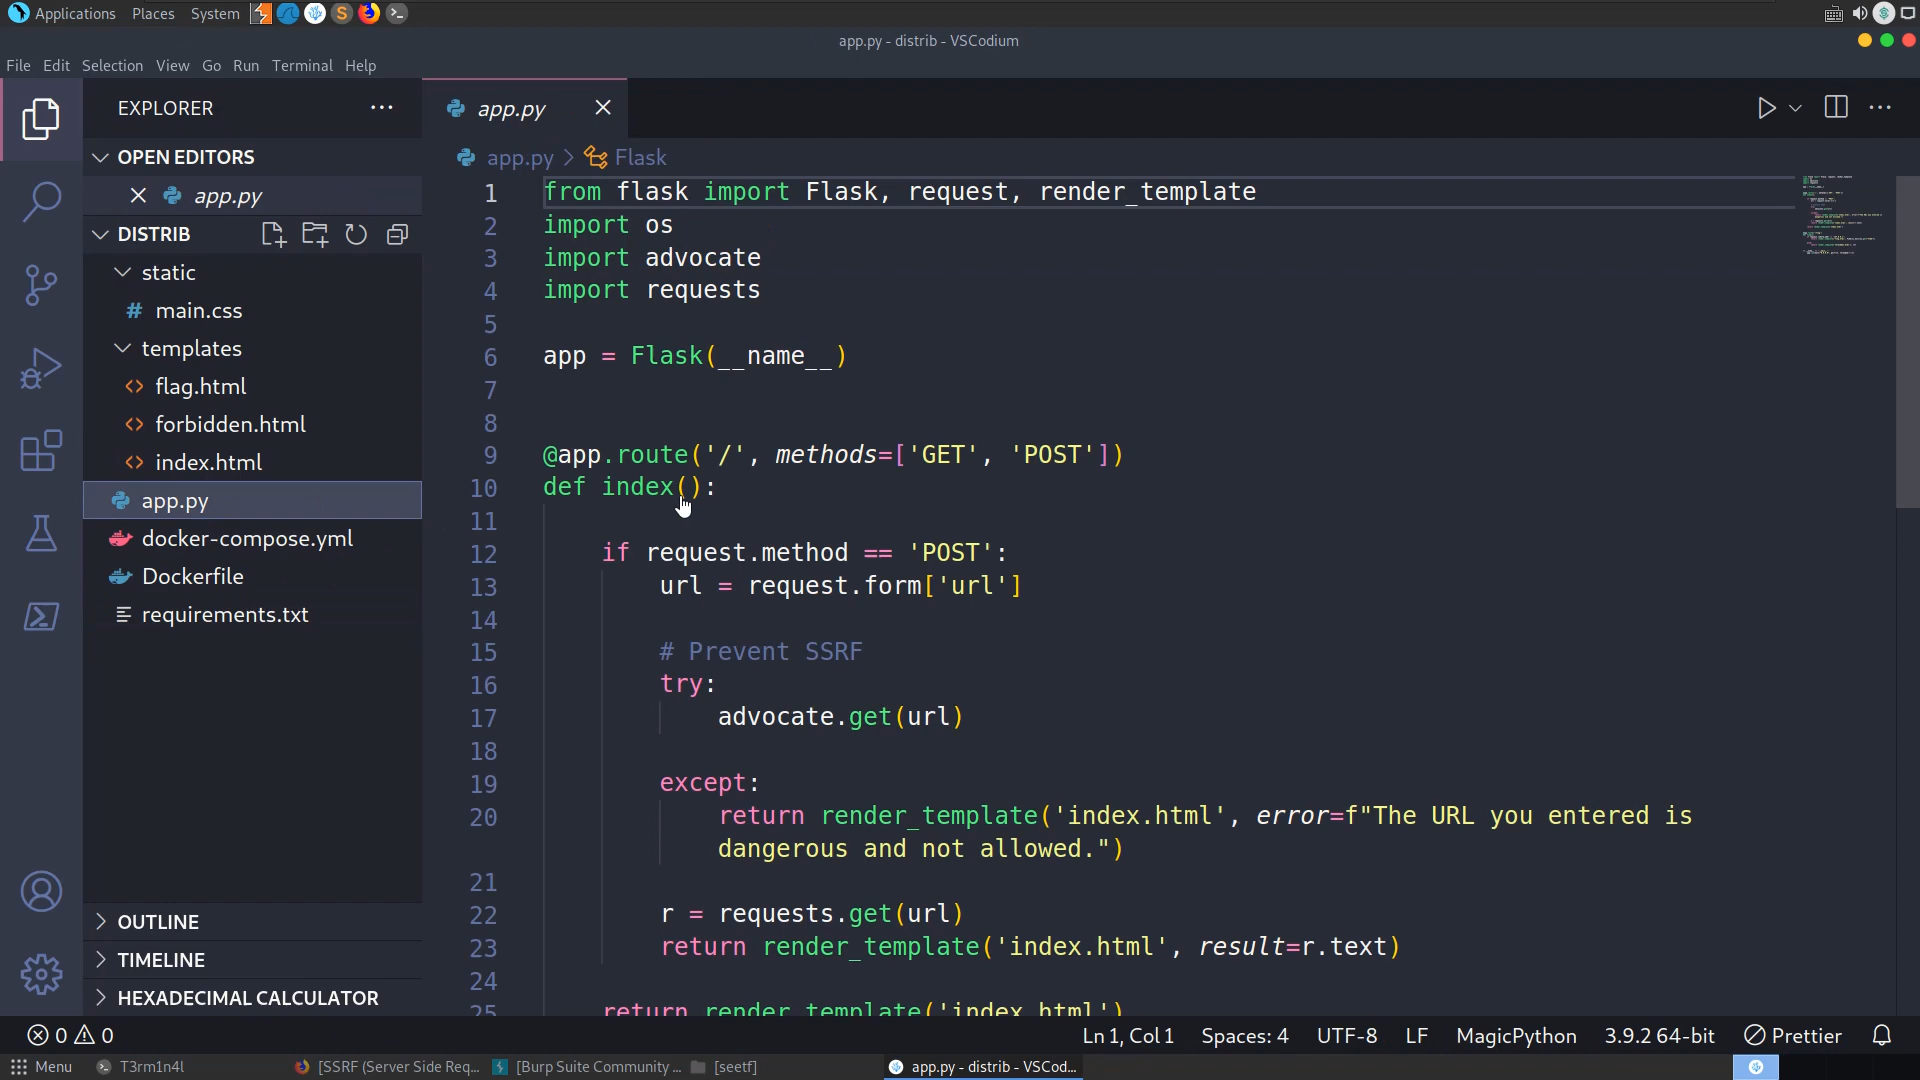 Applications Places System
app.py - distrib - VSCodium
File Edit Selection View Go Run Terminal Help
EXPLORER
app.py
OPEN EDITORS
app.py
DISTRIB
static
# main.css
templates
<> flag.html
<> forbidden.html
<> index.html
app.py
docker-compose.yml
Dockerfile
requirements.txt
OUTLINE
TIMELINE
HEXADECIMAL CALCULATOR
app.py > Flask
1 from flask import Flask, request, render_template
2 import os
3 import advocate
4 import requests
5
6 app = Flask(__name__)
7
8
9 @app.route('/', methods=['GET', 'POST'])
10 def index():
11
12 if request.method == 'POST':
13 url = request.form['url']
14
15 # Prevent SSRF
16 try:
17 advocate.get(url)
18
19 except:
20 return render_template('index.html', error=f"The URL you entered is
dangerous and not allowed.")
21
22 r = requests.get(url)
23 return render_template('index.html', result=r.text)
24
25 return render_template('index.html')
0 0 Ln 1, Col 1 Spaces: 4 UTF-8 LF MagicPython 3.9.2 64-bit Prettier
Menu T3rm1n4l [SSRF (Server Side Req... [Burp Suite Community ... [seetf] app.py - distrib - VSCod...